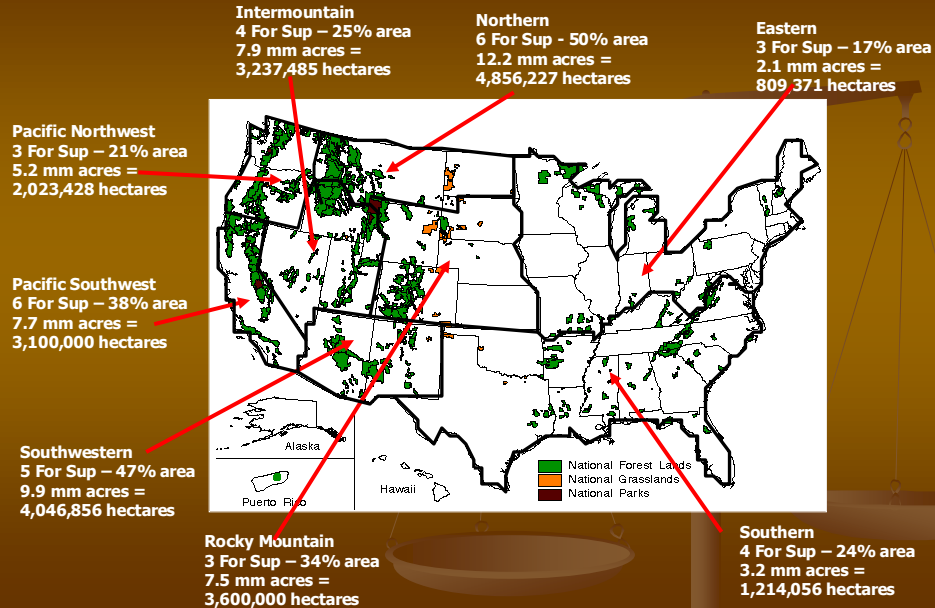 Intermountain
4 For Sup – 25% area
7.9 mm acres =
3,237,485 hectares
Northern
6 For Sup - 50% area
12.2 mm acres =
4,856,227 hectares
Eastern
3 For Sup – 17% area
2.1 mm acres =
809,371 hectares
Pacific Northwest
3 For Sup – 21% area
5.2 mm acres =
2,023,428 hectares
Pacific Southwest
6 For Sup – 38% area
7.7 mm acres =
3,100,000 hectares
Southwestern
5 For Sup – 47% area
9.9 mm acres =
4,046,856 hectares
Alaska
Puerto Rico
Hawaii
National Forest Lands
National Grasslands
National Parks
Rocky Mountain
3 For Sup – 34% area
7.5 mm acres =
3,600,000 hectares
Southern
4 For Sup – 24% area
3.2 mm acres =
1,214,056 hectares